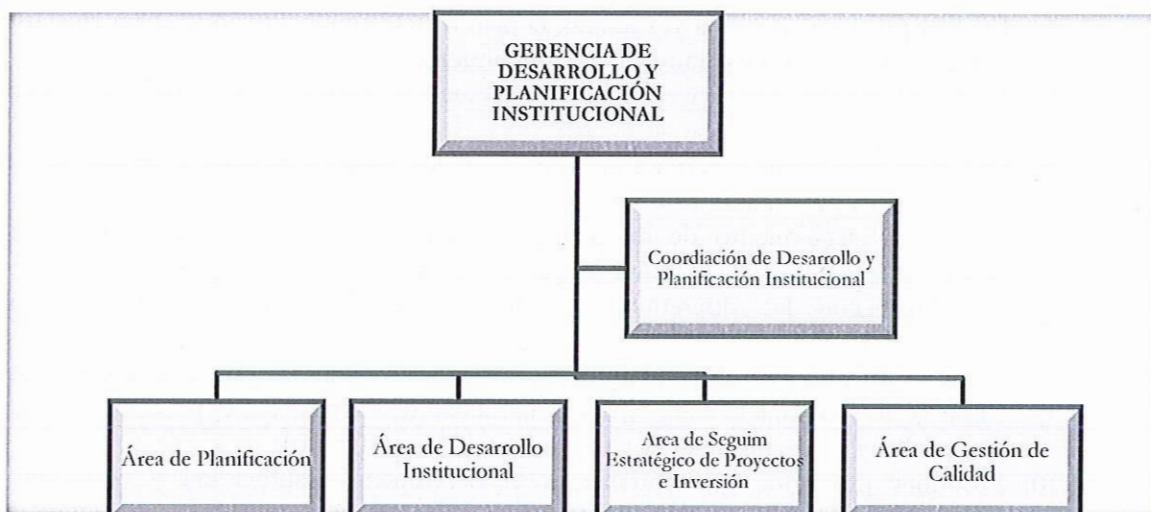 GERENCIA DE
DESARROLLO Y
PLANIFICACIÓN
INSTITUCIONAL
Coordiación de Desarrollo y
Planificación Institucional
Área de Planificación
Área de Desarrollo
Institucional
Area de Seguim
Estratégico de Proyectos
e Inversión
Área de Gestión de
Calidad